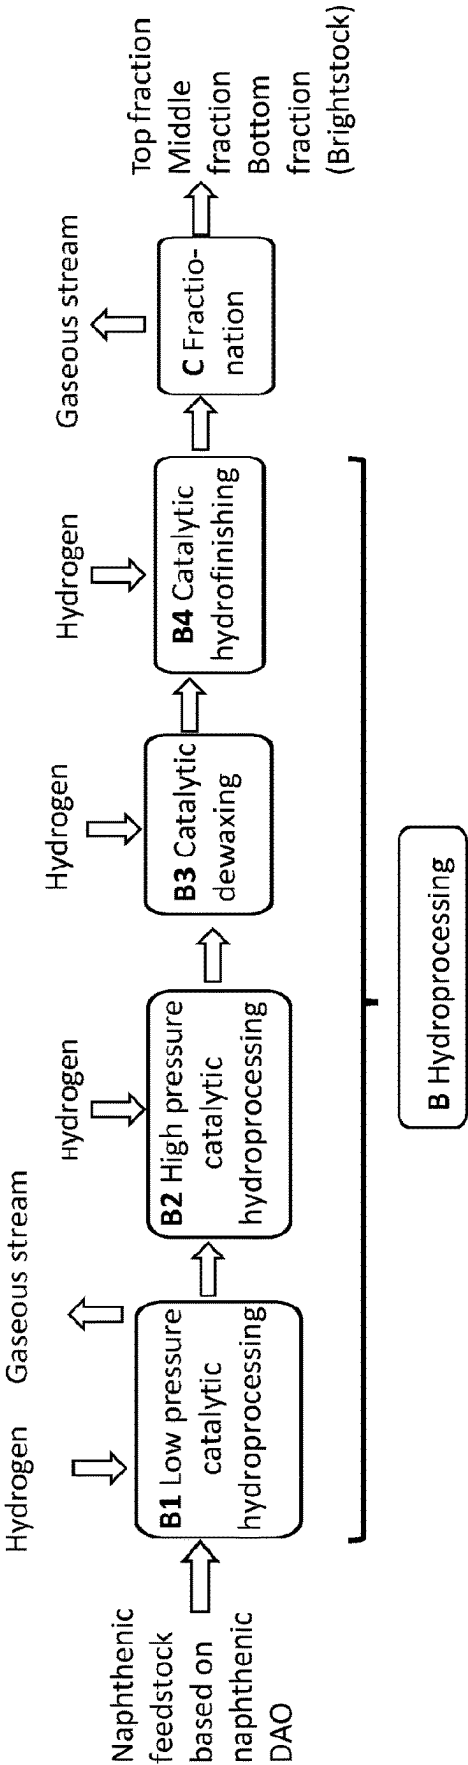 Naphthenic
feedstock
based on
naphthenic
DAO
Hydrogen
Gaseous stream
B1 Low pressure
catalytic
hydroprocessing
Hydrogen
B2 High pressure
catalytic
hydroprocessing
Hydrogen
B3 Catalytic
dewaxing
Hydrogen
B4 Catalytic
hydrofinishing
Gaseous stream
C Fractio-
nation
Top fraction
Middle
fraction
Bottom
fraction
(Brightstock)
B Hydroprocessing